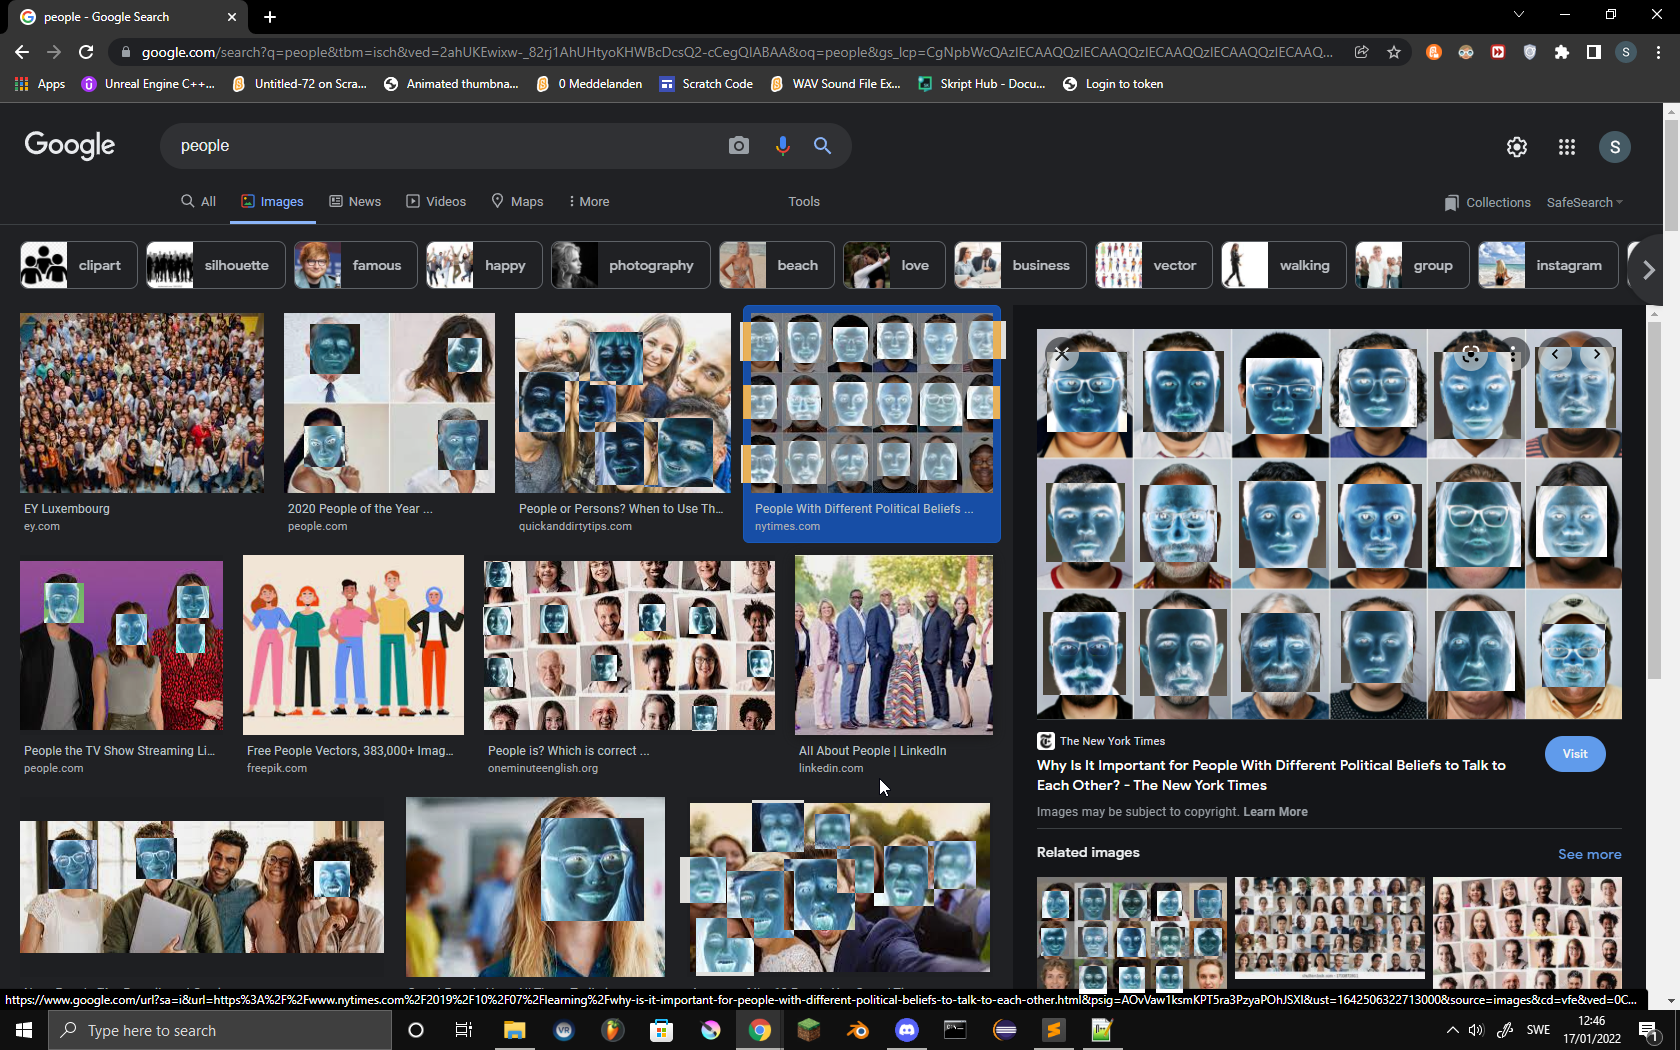 people - Google Search
google.com/search?q=people&tbm=isch&ved=2ahUKEwixw-_82rj1AhUHtyoKHWBcDcsQ2-cCegQIABAA&oq=people&gs_lcp=CgNpbWcQAzIECAAQQzIECAAQQzIECAAQQzIECAAQQzIECAAQQzIECAAQ...
S
Apps
Unreal Engine C++...
Untitled-72 on Scra...
Animated thumbna...
0 Meddelanden
Scratch Code
WAV Sound File Ex...
Skript Hub - Docu...
Login to token
Google
people
S
All
Images
News
Videos
Maps
More
Tools
Collections
SafeSearch
clipart
silhouette
famous
happy
photography
beach
love
business
vector
walking
group
instagram
EY Luxembourg
ey.com
2020 People of the Year ...
people.com
People or Persons? When to Use Th...
quickanddirtytips.com
People With Different Political Beliefs ...
nytimes.com
People the TV Show Streaming Li...
people.com
Free People Vectors, 383,000+ Imag...
freepik.com
People is? Which is correct ...
oneminuteenglish.org
All About People | LinkedIn
linkedin.com
The New York Times
Visit
Why Is It Important for People With Different Political Beliefs to Talk to
Each Other? - The New York Times
Images may be subject to copyright. Learn More
Related images
See more
https://www.google.com/url?sa=i&url=https%3A%2F%2Fwww.nytimes.com%2F2019%2F10%2F07%2Flearning%2Fwhy-is-it-important-for-people-with-different-political-beliefs-to-talk-to-each-other.html&psig=AOvVaw1ksmKPT5ra3PzyaPOhJSXI&ust=1642506322713000&source=images&cd=vfe&ved=0C...
Type here to search
VR
SWE
12:46
17/01/2022
1